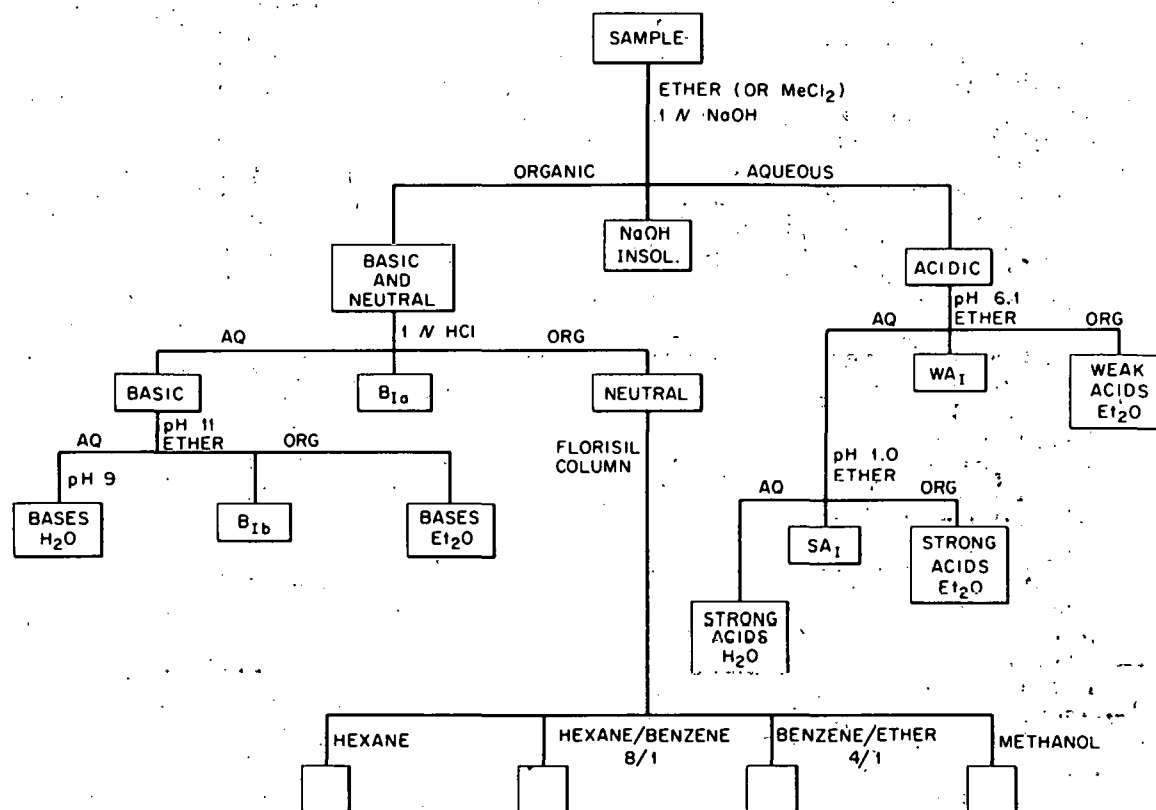 SAMPLE
ETHER (OR MeCl2)
1 N NaOH
ORGANIC
AQUEOUS
NaOH
INSOL.
BASIC
AND
NEUTRAL
ACIDIC
1 N HCl
AQ
ORG
pH 6.1
ETHER
AQ
ORG
BASIC
BIa
NEUTRAL
WAI
WEAK
ACIDS
Et2O
pH 11
ETHER
AQ
ORG
pH 9
FLORISIL
COLUMN
BASES
H2O
BIb
BASES
Et2O
pH 1.0
ETHER
AQ
ORG
SAI
STRONG
ACIDS
Et2O
STRONG
ACIDS
H2O
HEXANE
HEXANE/BENZENE
8/1
BENZENE/ETHER
4/1
METHANOL